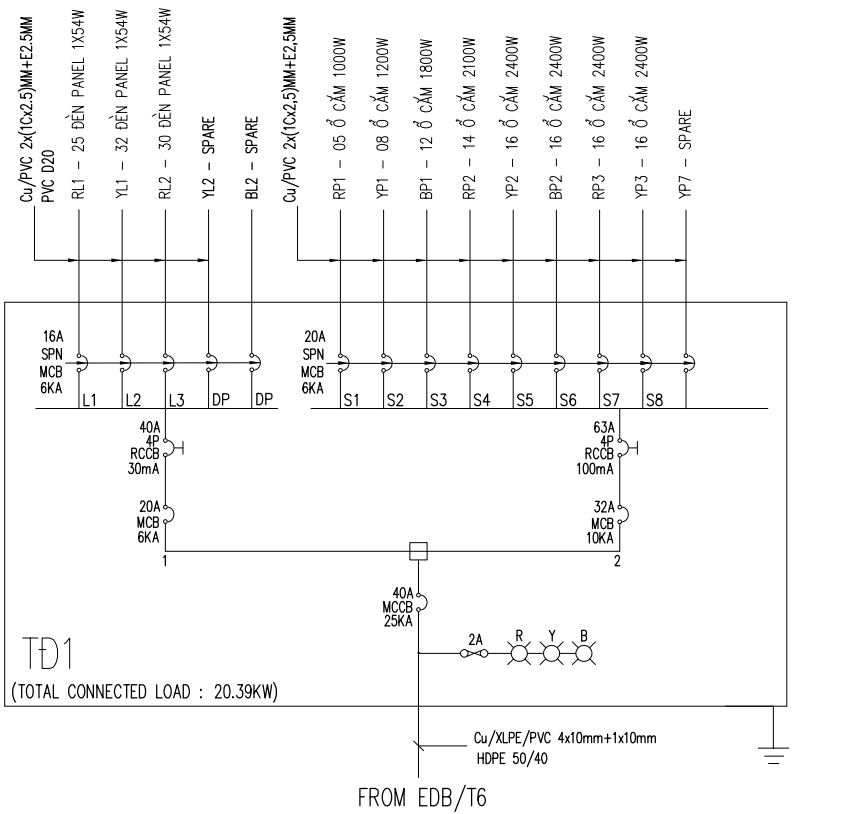 Cu/PVC 2x(1Cx2.5)MM+E2.5MM
PVC D20
RL1 - 25 ĐÈN PANEL 1X54W
YL1 - 32 ĐÈN PANEL 1X54W
RL2 - 30 ĐÈN PANEL 1X54W
YL2 - SPARE
BL2 - SPARE
Cu/PVC 2x(1Cx2,5)MM+E2,5MM
RP1 - 05 Ổ CẮM 1000W
YP1 - 08 Ổ CẮM 1200W
BP1 - 12 Ổ CẮM 1800W
RP2 - 14 Ổ CẮM 2100W
YP2 - 16 Ổ CẮM 2400W
BP2 - 16 Ổ CẮM 2400W
RP3 - 16 Ổ CẮM 2400W
YP3 - 16 Ổ CẮM 2400W
YP7 - SPARE
16A
SPN
MCB
6KA
L1 L2 L3 DP DP
20A
SPN
MCB
6KA
S1 S2 S3 S4 S5 S6 S7 S8
40A
4P
RCCB
30mA
63A
4P
RCCB
100mA
20A
MCB
6KA
32A
MCB
10KA
1
2
40A
MCCB
25KA
2A R Y B
TĐ1
(TOTAL CONNECTED LOAD : 20.39KW)
Cu/XLPE/PVC 4x10mm+1x10mm
HDPE 50/40
FROM EDB/T6